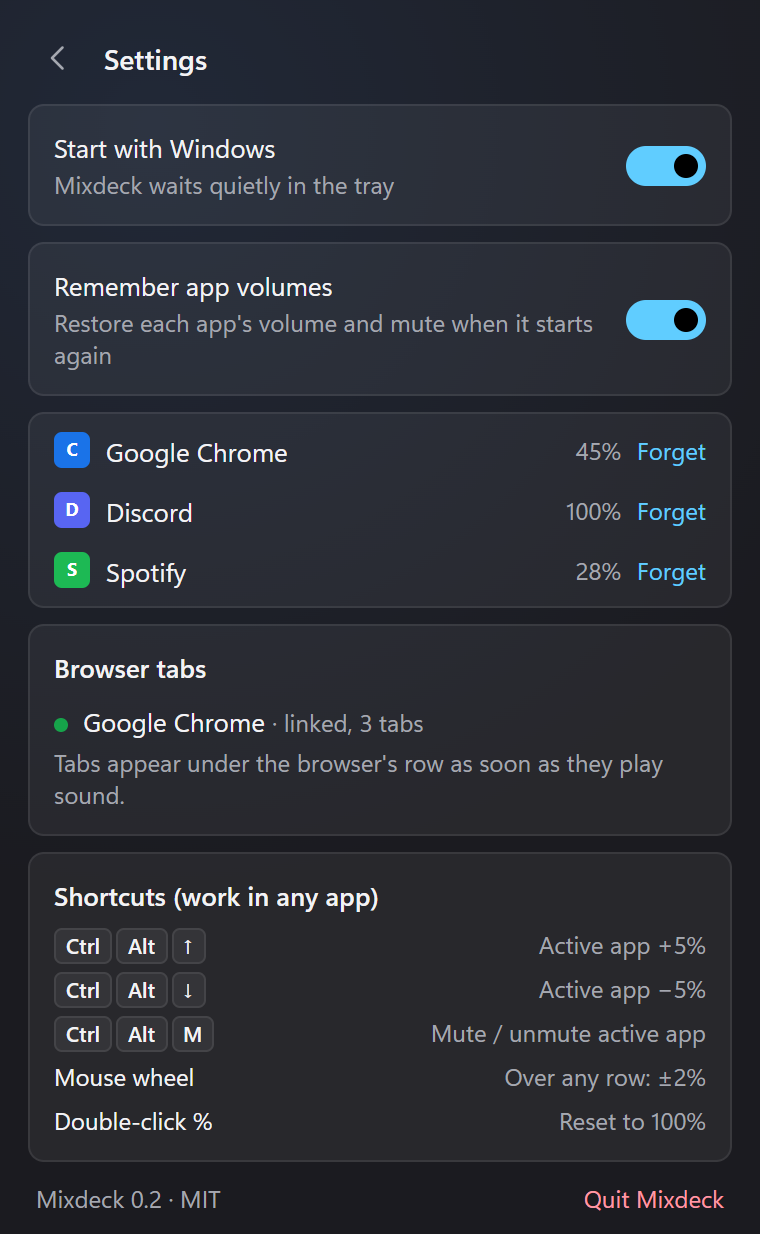 Settings
Start with Windows
Mixdeck waits quietly in the tray
Remember app volumes
Restore each app's volume and mute when it starts
again
C Google Chrome 45% Forget
D Discord 100% Forget
S Spotify 28% Forget
Browser tabs
Google Chrome · linked, 3 tabs
Tabs appear under the browser's row as soon as they play
sound.
Shortcuts (work in any app)
Ctrl Alt ↑ Active app +5%
Ctrl Alt ↓ Active app −5%
Ctrl Alt M Mute / unmute active app
Mouse wheel Over any row: ±2%
Double-click % Reset to 100%
Mixdeck 0.2 · MIT Quit Mixdeck